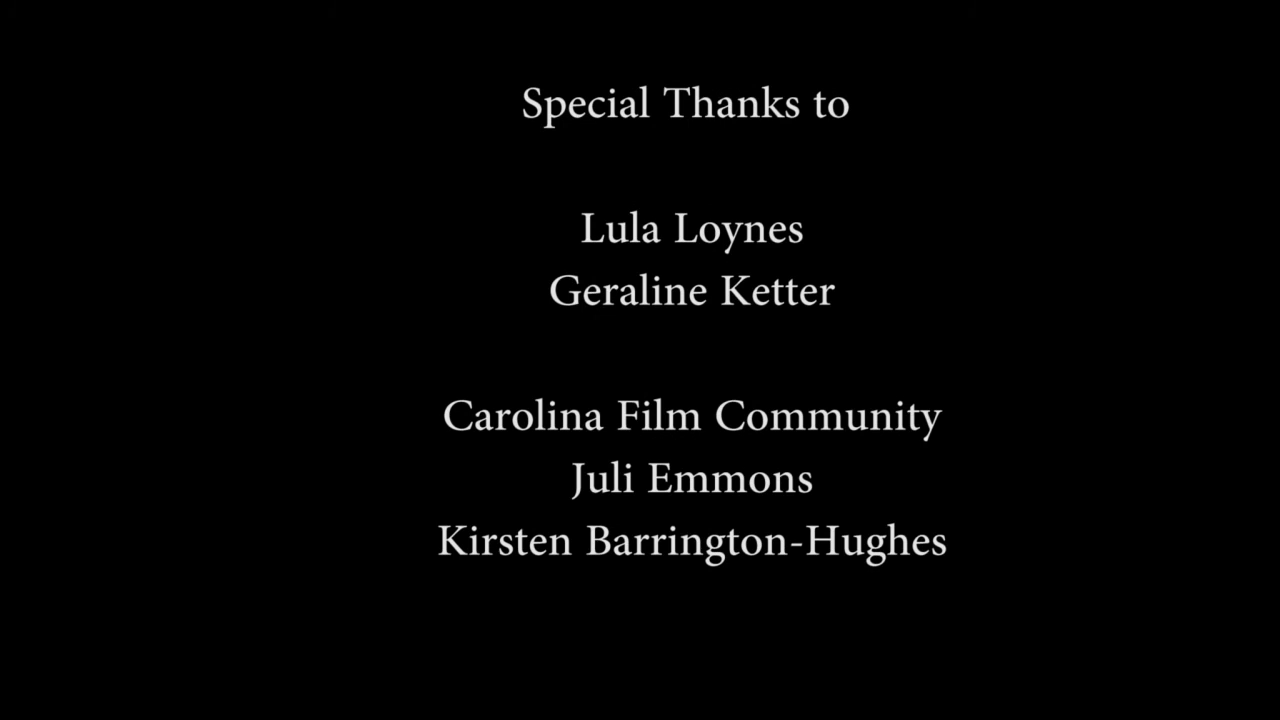 Special Thanks to
Lula Loynes
Geraline Ketter
Carolina Film Community
Juli Emmons
Kirsten Barrington-Hughes